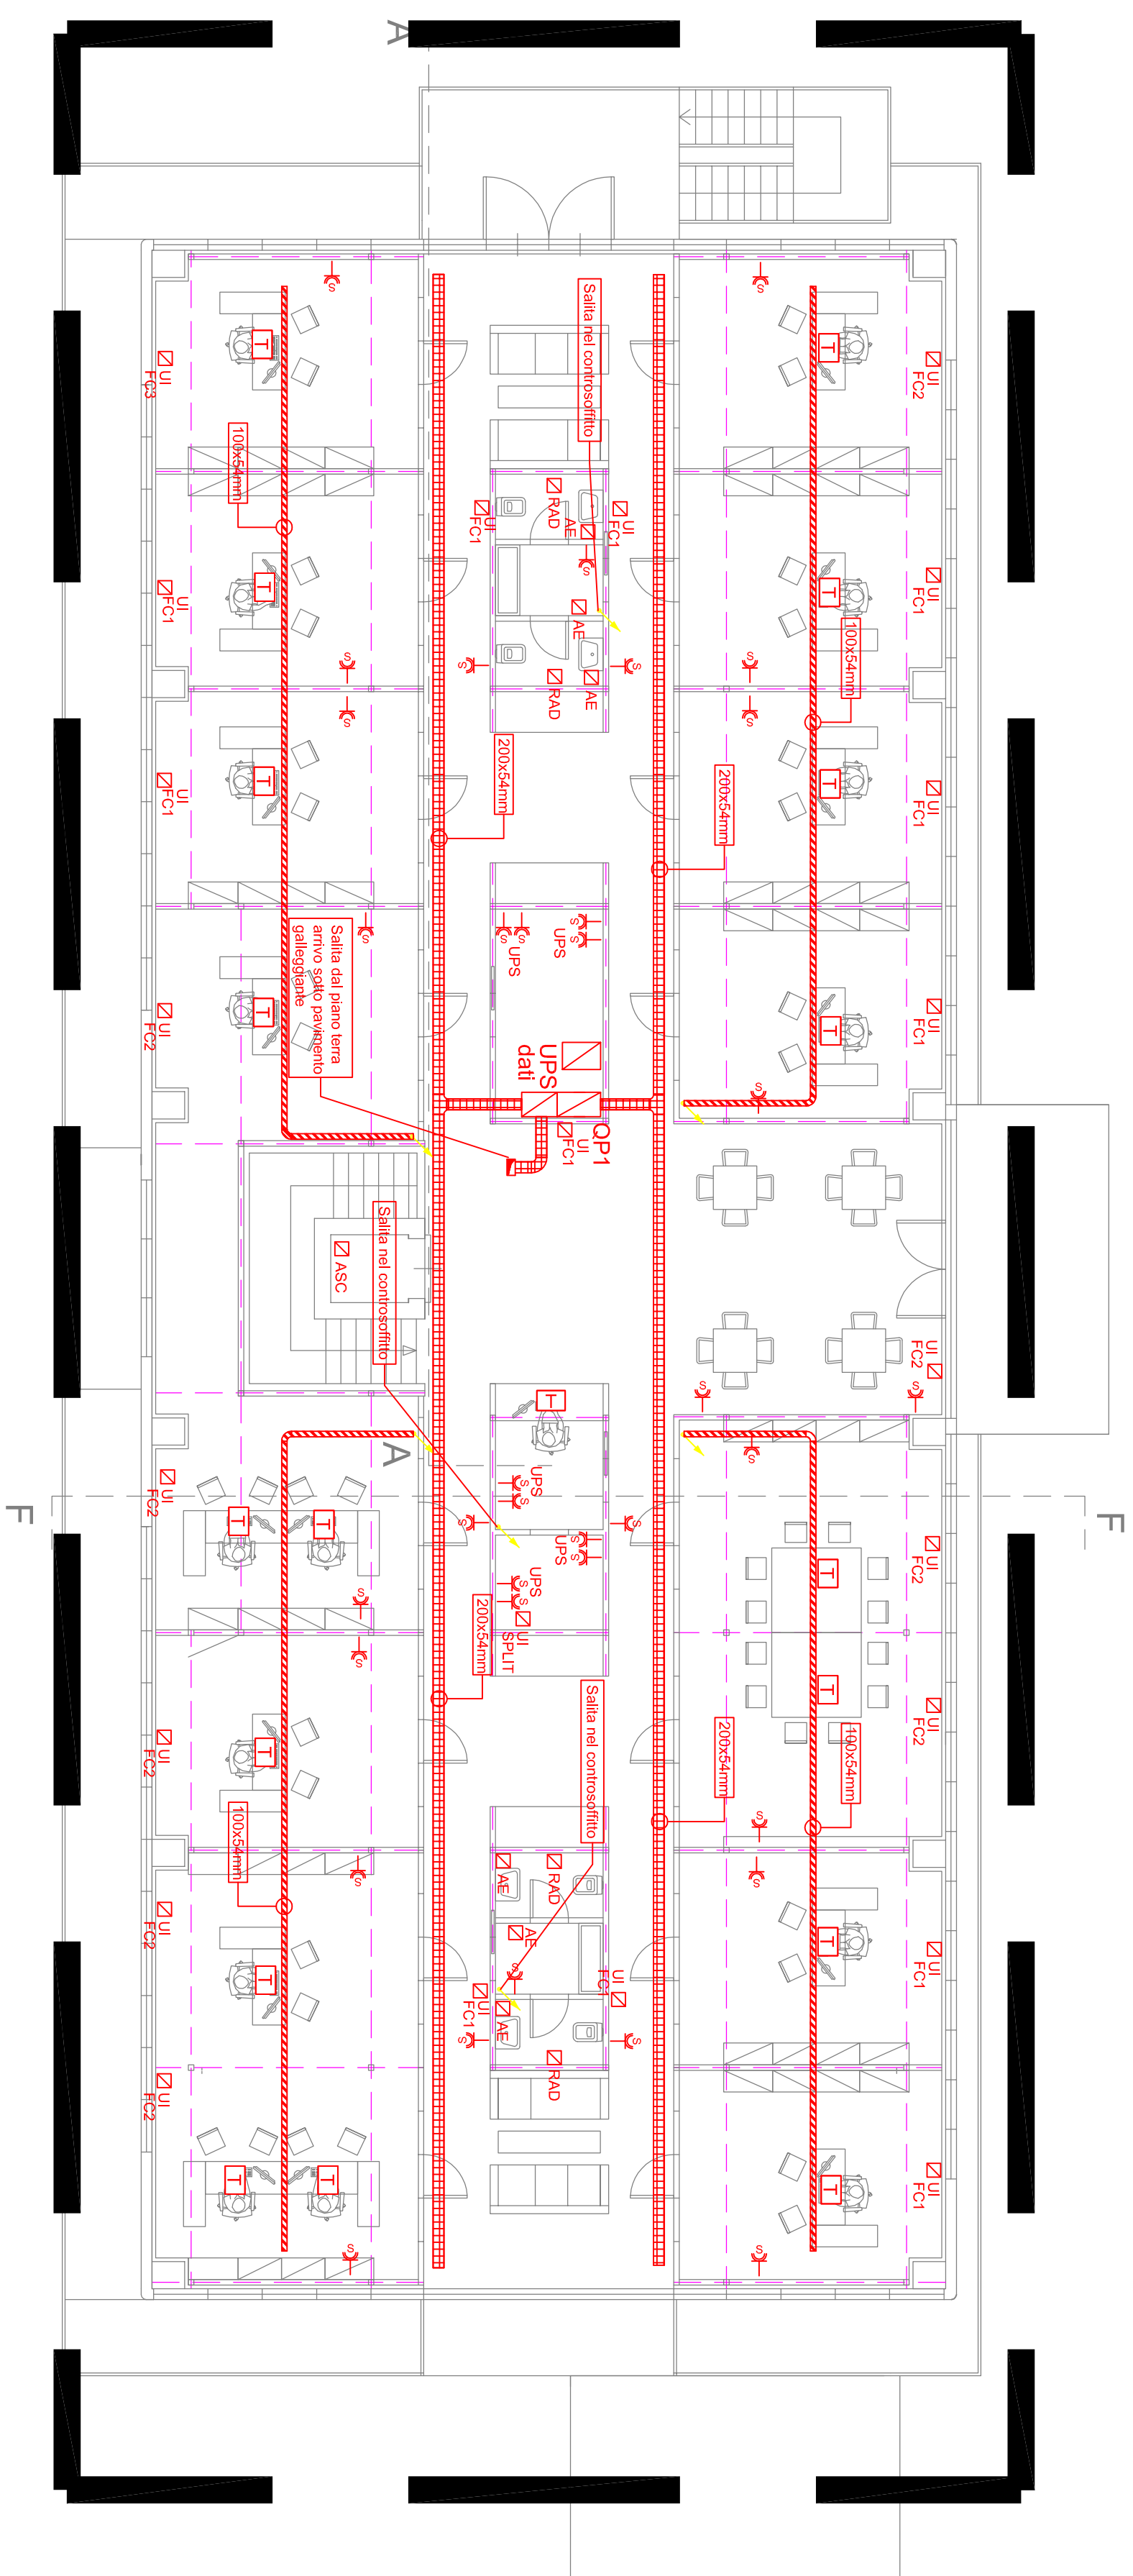 A
Salita nel controsoffitto
S
S
T
T
UI
FC3
UI
FC2
100x54mm
RAD
UI
FC1
UI
FC1
AE
S
T
T
UI
FC1
UI
FC1
AE
100x54mm
S
S
S
S
RAD
AE
S
S
200x54mm
200x54mm
T
T
UI
FC1
UI
FC1
S
Salita dal piano terra
arrivo sotto pavimento
galleggiante
S
S
UPS
S
S
UPS
T
T
UI
FC2
UI
FC1
UPS
dati
S
QP1
UI
FC1
Salita nel controsoffitto
ASC
UI
FC2
S
S
T
A
S
UI
FC2
F
F
UPS
S
S
S
S
T
T
UPS
S
S
UI
FC2
T
UPS
S
S
S
200x54mm
UI
SPLIT
S
Salita nel controsoffitto
T
UI
FC2
200x54mm
100x54mm
T
UI
FC2
100x54mm
S
S
S
AE
RAD
UI
FC2
AE
T
UI
FC1
S
T
UI
FC1
UI
FC1
AE
S
S
RAD
UI
FC2
T
T
T
UI
FC1
S
S